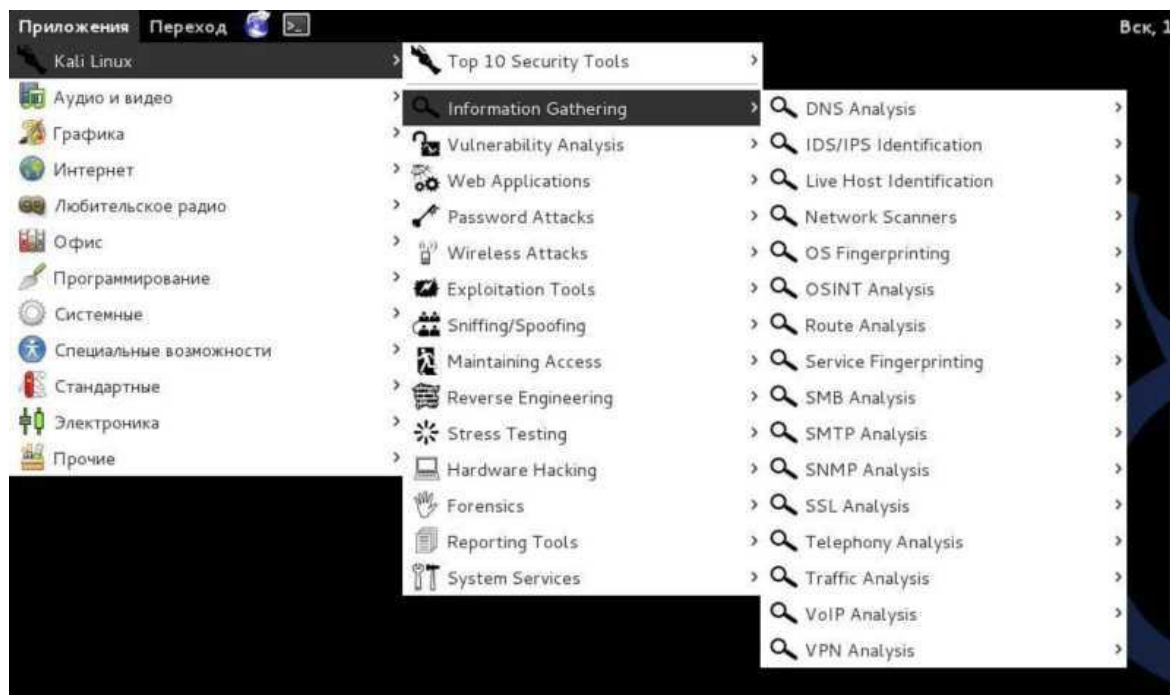 Приложения Переход Вск, 1
Kali Linux
Аудио и видео
Графика
Интернет
Любительское радио
Офис
Программирование
Системные
Специальные возможности
Стандартные
Электроника
Прочие
Top 10 Security Tools
Information Gathering
Vulnerability Analysis
Web Applications
Password Attacks
Wireless Attacks
Exploitation Tools
Sniffing/Spoofing
Maintaining Access
Reverse Engineering
Stress Testing
Hardware Hacking
Forensics
Reporting Tools
System Services
DNS Analysis
IDS/IPS Identification
Live Host Identification
Network Scanners
OS Fingerprinting
OSINT Analysis
Route Analysis
Service Fingerprinting
SMB Analysis
SMTP Analysis
SNMP Analysis
SSL Analysis
Telephony Analysis
Traffic Analysis
VoIP Analysis
VPN Analysis